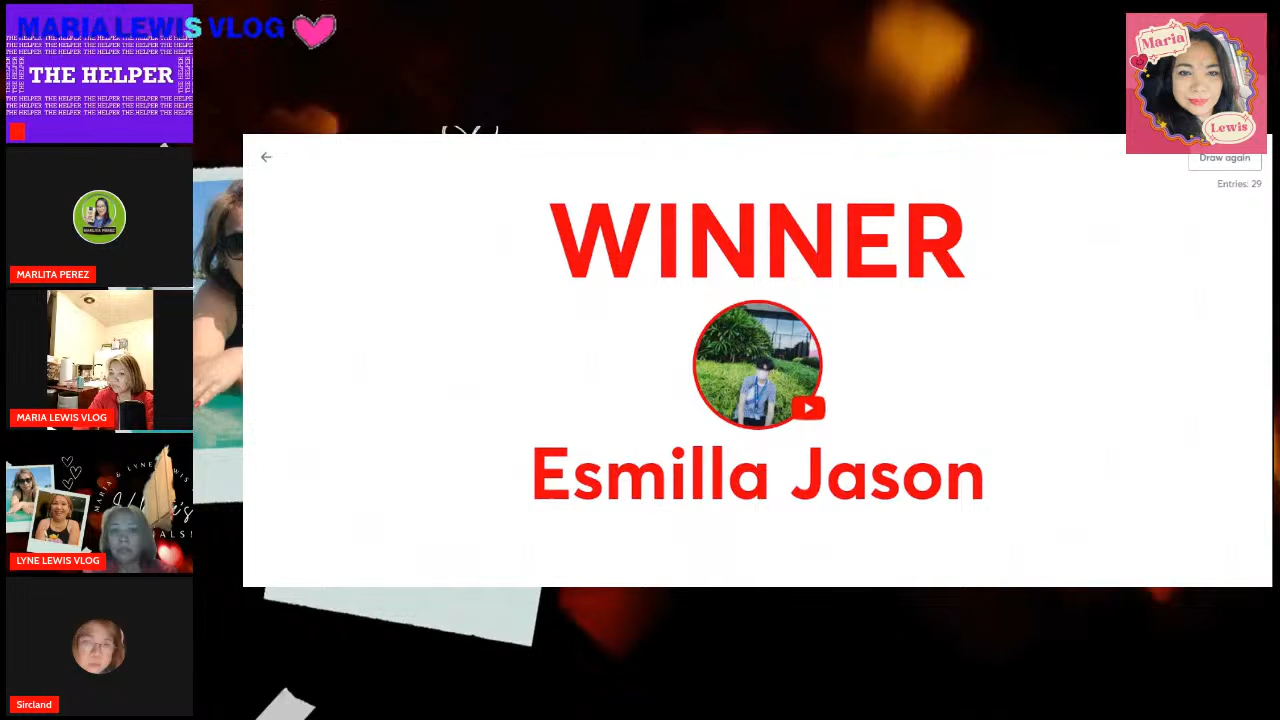 MARIA LEWIS VLOG
THE HELPER
Maria
Lewis
Draw again
Entries: 29
WINNER
Esmilla Jason
MARLITA PEREZ
MARIA LEWIS VLOG
LYNE LEWIS VLOG
Sircland